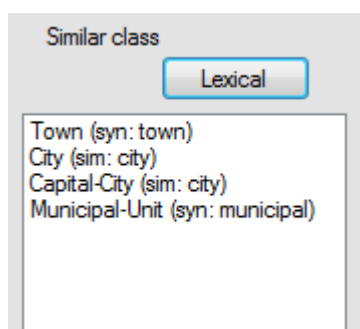 Similar class
Lexical
Town (syn: town)
City (sim: city)
Capital-City (sim: city)
Municipal-Unit (syn: municipal)